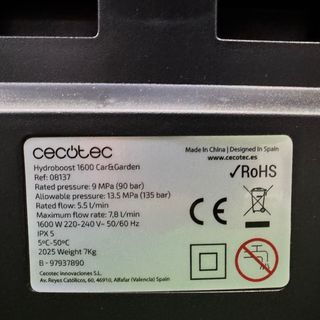 cecotec
Made In China | Designed In Spain
www.cecotec.es
Hydroboost 1600 Car&Garden
Ref: 08137
Rated pressure: 9 MPa (90 bar)
Allowable pressure: 13.5 MPa (135 bar)
Rated flow: 5.5 l/min
Maximum flow rate: 7,8 l/min
1600 W 220-240 V~ 50/60 Hz
IPX 5
5ºC-50ºC
2025 Weight 7Kg
B - 97937890
Cecotec Innovaciones S.L.
Av. Reyes Católicos, 60, 46910, Alfafar (Valencia) Spain
✓RoHS
CE